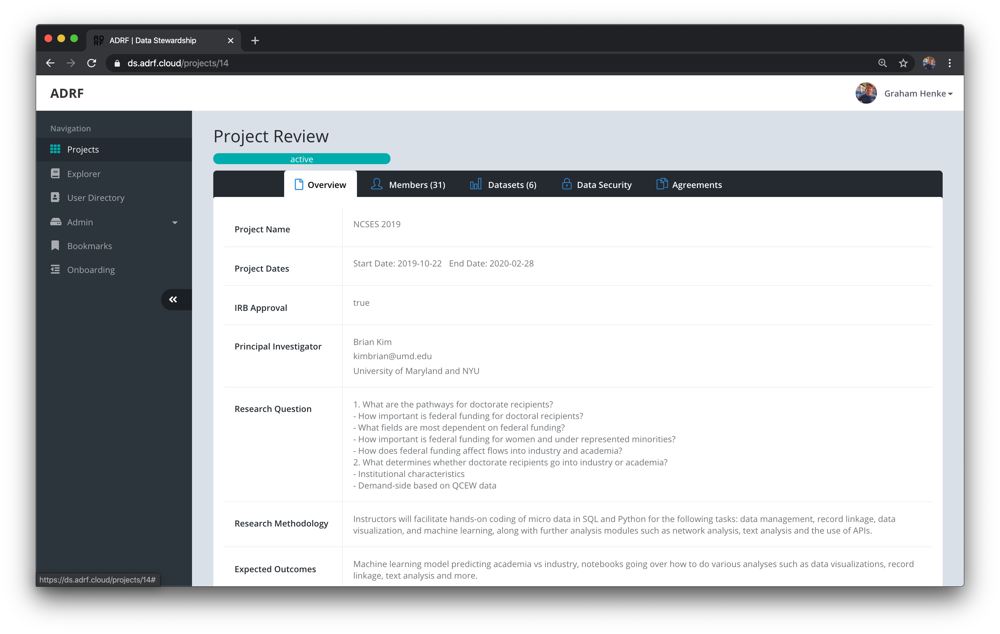 ADRF | Data Stewardship
ds.adrf.cloud/projects/14
ADRF
Graham Henke
Navigation
Projects
Explorer
User Directory
Admin
Bookmarks
Onboarding
Project Review
active
Overview
Members (31)
Datasets (6)
Data Security
Agreements
Project Name
NCSES 2019
Project Dates
Start Date: 2019-10-22 End Date: 2020-02-28
IRB Approval
true
Principal Investigator
Brian Kim
kimbrian@umd.edu
University of Maryland and NYU
Research Question
1. What are the pathways for doctorate recipients?
- How important is federal funding for doctoral recipients?
- What fields are most dependent on federal funding?
- How important is federal funding for women and under represented minorities?
- How does federal funding affect flows into industry and academia?
2. What determines whether doctorate recipients go into industry or academia?
- Institutional characteristics
- Demand-side based on QCEW data
Research Methodology
Instructors will facilitate hands-on coding of micro data in SQL and Python for the following tasks: data management, record linkage, data
visualization, and machine learning, along with further analysis modules such as network analysis, text analysis and the use of APIs.
Expected Outcomes
Machine learning model predicting academia vs industry, notebooks going over how to do various analyses such as data visualizations, record
linkage, text analysis and more.
https://ds.adrf.cloud/projects/14#